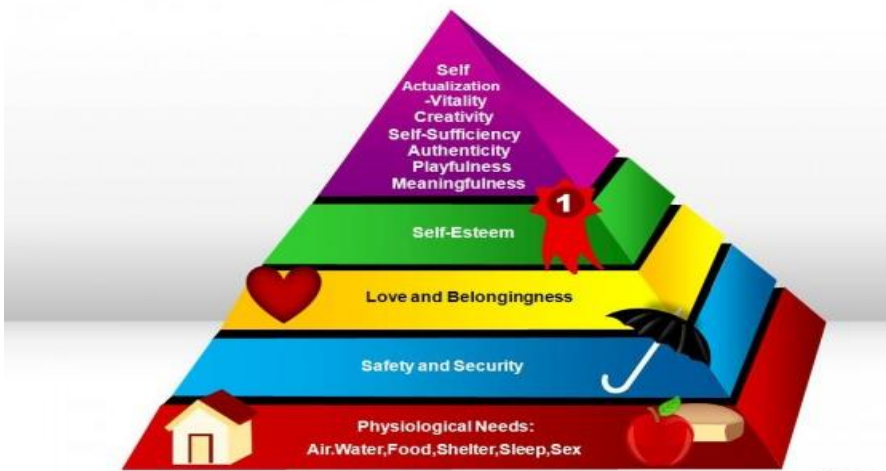 Self
Actualization
-Vitality
Creativity
Self-Sufficiency
Authenticity
Playfulness
Meaningfulness
1
Self-Esteem
Love and Belongingness
Safety and Security
Physiological Needs:
Air.Water,Food,Shelter,Sleep,Sex